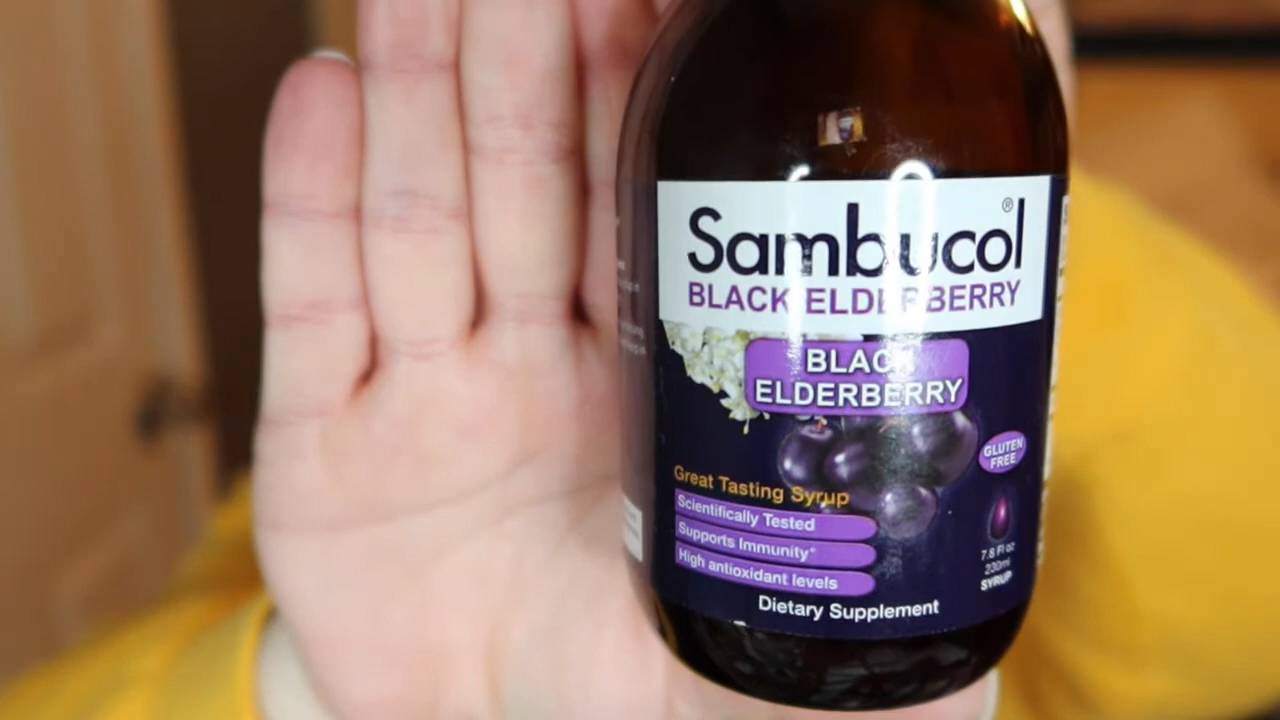 Sambucol®
BLACK ELDERBERRY
BLACK
ELDERBERRY
GLUTEN
FREE
Great Tasting Syrup
Scientifically Tested
Supports Immunity*
High antioxidant levels
7.8 Fl oz
230ml
SYRUP
Dietary Supplement